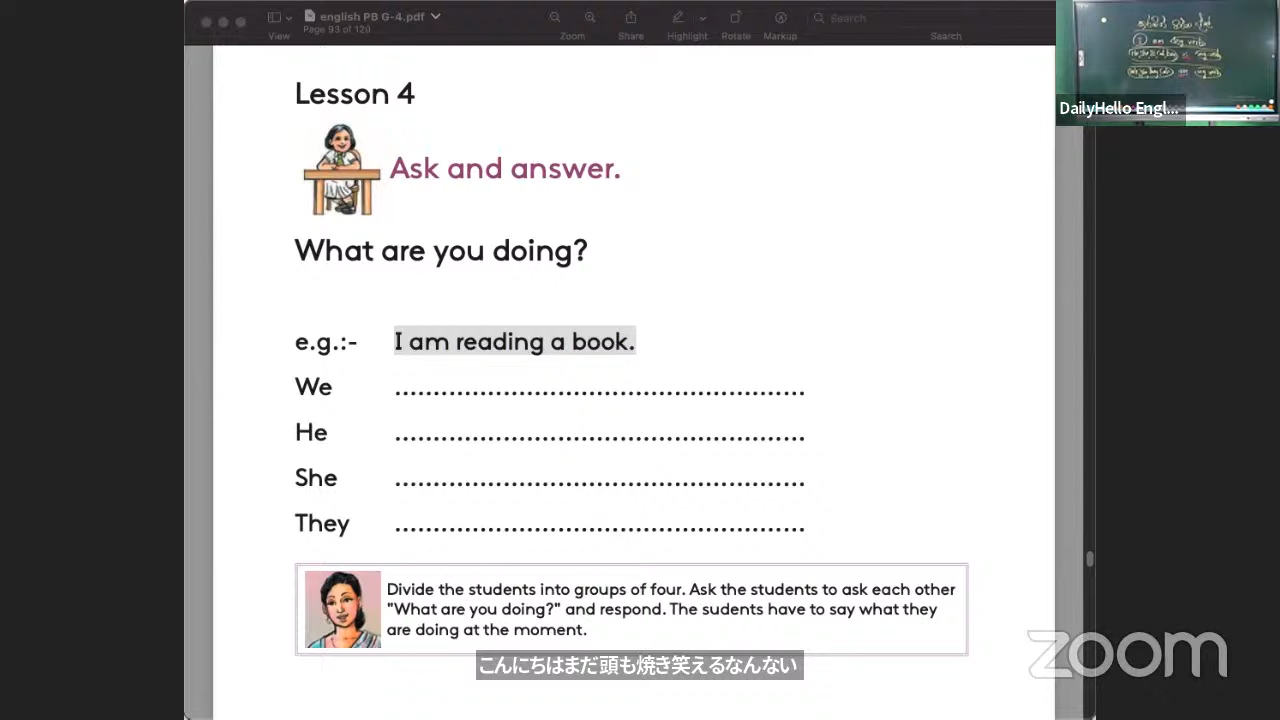 english PB G-4.pdf
Page 93 of 120
View
Zoom
Share
Highlight
Rotate
Markup
Search
Search
DailyHello Engl...
Lesson 4
Ask and answer.
What are you doing?
e.g.:- I am reading a book.
We ......................................................
He ......................................................
She ......................................................
They ......................................................
Divide the students into groups of four. Ask the students to ask each other
"What are you doing?" and respond. The sudents have to say what they
are doing at the moment.
こんにちはまだ頭も焼き笑えるなんない
zoom